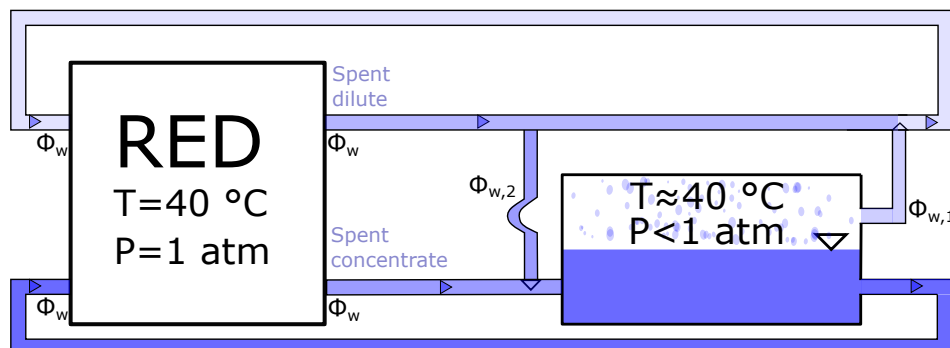 Spent
dilute
RED
T=40 °C
P=1 atm
Φw
Φw
Φw,2
T≈40 °C
P<1 atm
Φw,1
Spent
concentrate
Φw
Φw